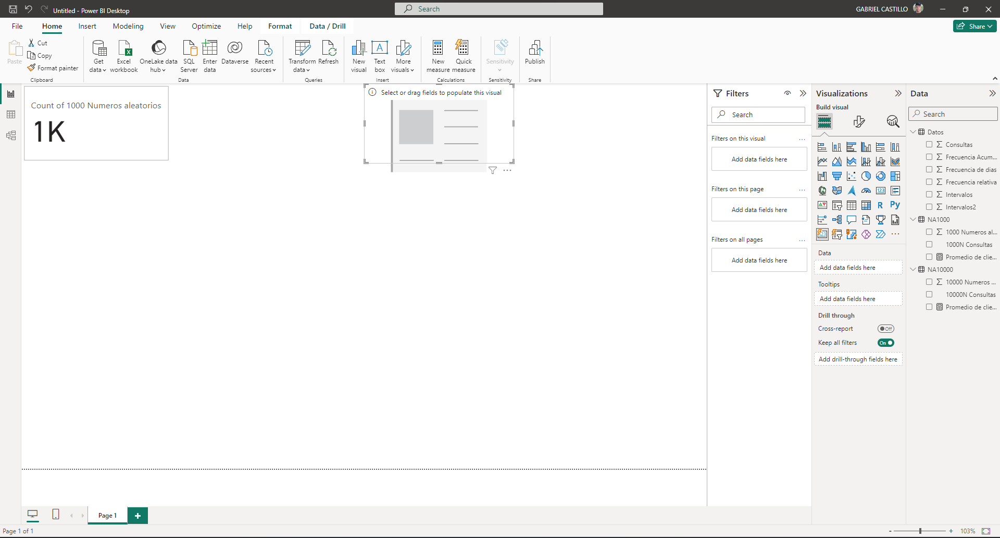 Untitled - Power BI Desktop
Search
GABRIEL CASTILLO
File
Home
Insert
Modeling
View
Optimize
Help
Format
Data / Drill
Share
Paste
Cut
Copy
Format painter
Clipboard
Get data
Excel workbook
OneLake data hub
SQL Server
Enter data
Dataverse
Recent sources
Data
Transform data
Refresh
Queries
New visual
Text box
More visuals
Insert
New measure
Quick measure
Calculations
Sensitivity
Sensitivity
Publish
Share
Count of 1000 Numeros aleatorios
1K
Select or drag fields to populate this visual
Filters
Search
Filters on this visual
Add data fields here
Filters on this page
Add data fields here
Filters on all pages
Add data fields here
Visualizations
Build visual
R
Py
123
123
Data
Add data fields here
Tooltips
Add data fields here
Drill through
Cross-report
Off
Keep all filters
On
Add drill-through fields here
Data
Search
Datos
Consultas
Frecuencia Acum...
Frecuencia de dias
Frecuencia relativa
Intervalos
Intervalos2
NA1000
1000 Numeros al...
1000N Consultas
Promedio de clie...
NA10000
10000 Numeros ...
10000N Consultas
Promedio de clie...
Page 1
Page 1 of 1
103%